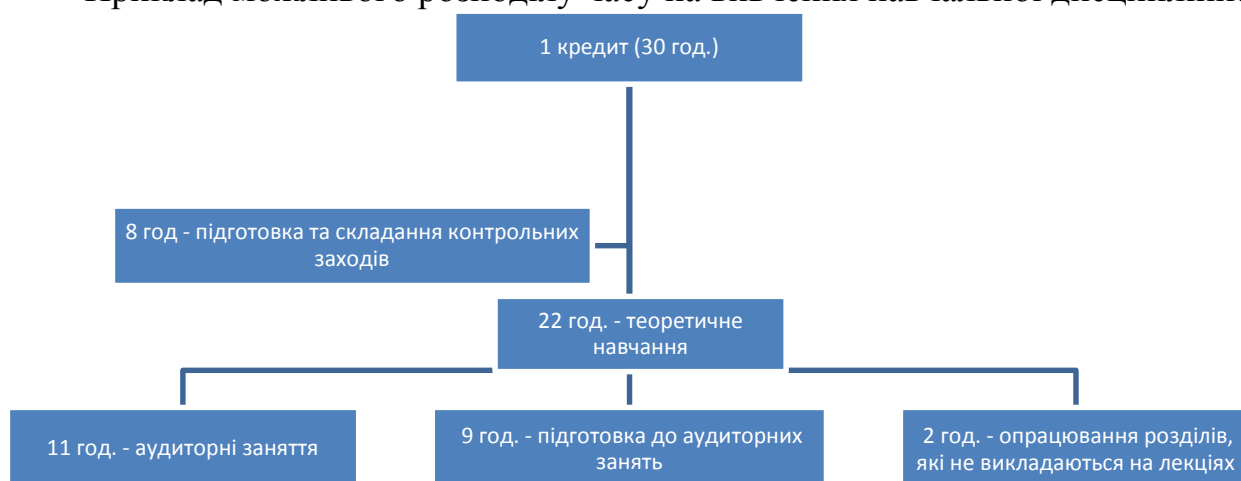 1 кредит (30 год.)
8 год - підготовка та складання контрольних
заходів
22 год. - теоретичне
навчання
11 год. - аудиторні заняття
9 год. - підготовка до аудиторних
занять
2 год. - опрацювання розділів,
які не викладаються на лекціях